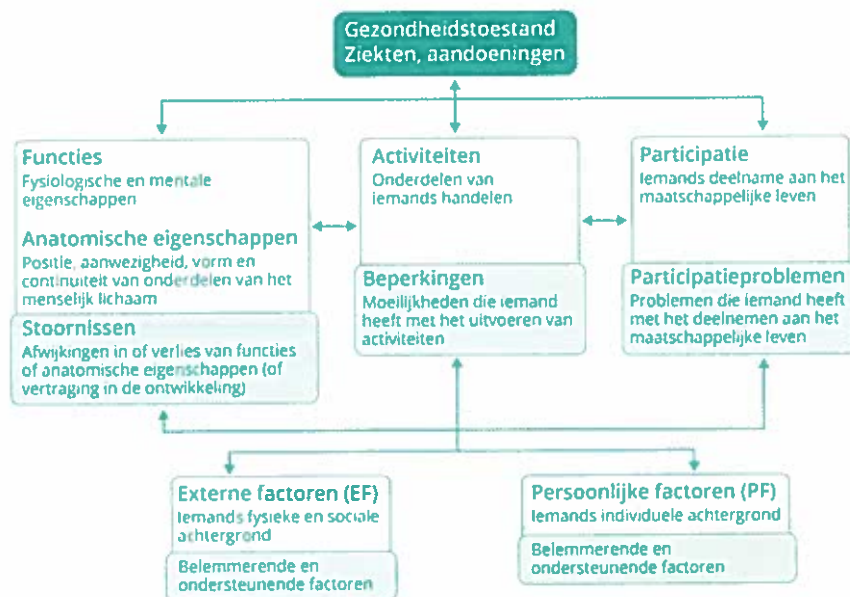 Gezondheidstoestand
Ziekten, aandoeningen
Functies
Fysiologische en mentale
eigenschappen
Anatomische eigenschappen
Positie, aanwezigheid, vorm en
continuïteit van onderdelen van het
menselijk lichaam
Stoornissen
Afwijkingen in of verlies van functies
of anatomische eigenschappen (of
vertraging in de ontwikkeling)
Activiteiten
Onderdelen van
iemands handelen
Beperkingen
Moeilijkheden die iemand
heeft met het uitvoeren van
activiteiten
Participatie
Iemands deelname aan het
maatschappelijke leven
Participatieproblemen
Problemen die iemand heeft
met het deelnemen aan het
maatschappelijke leven
Externe factoren (EF)
Iemands fysieke en sociale
achtergrond
Belemmerende en
ondersteunende factoren
Persoonlijke factoren (PF)
Iemands individuele achtergrond
Belemmerende en
ondersteunende factoren